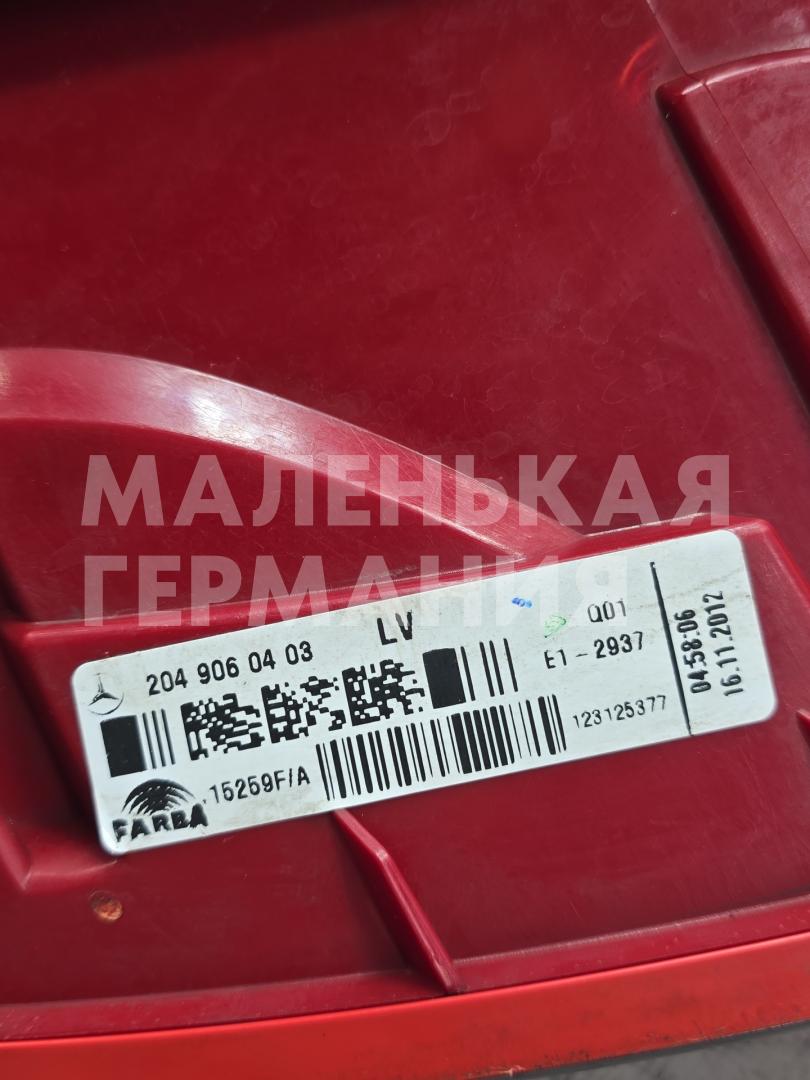 МАЛЕНЬКАЯ
ГЕРМАНИЯ
204 906 04 03 LV Q01
E1 - 2937
123125377
15259F/A
FARBA
04:58:06
16.11.2012